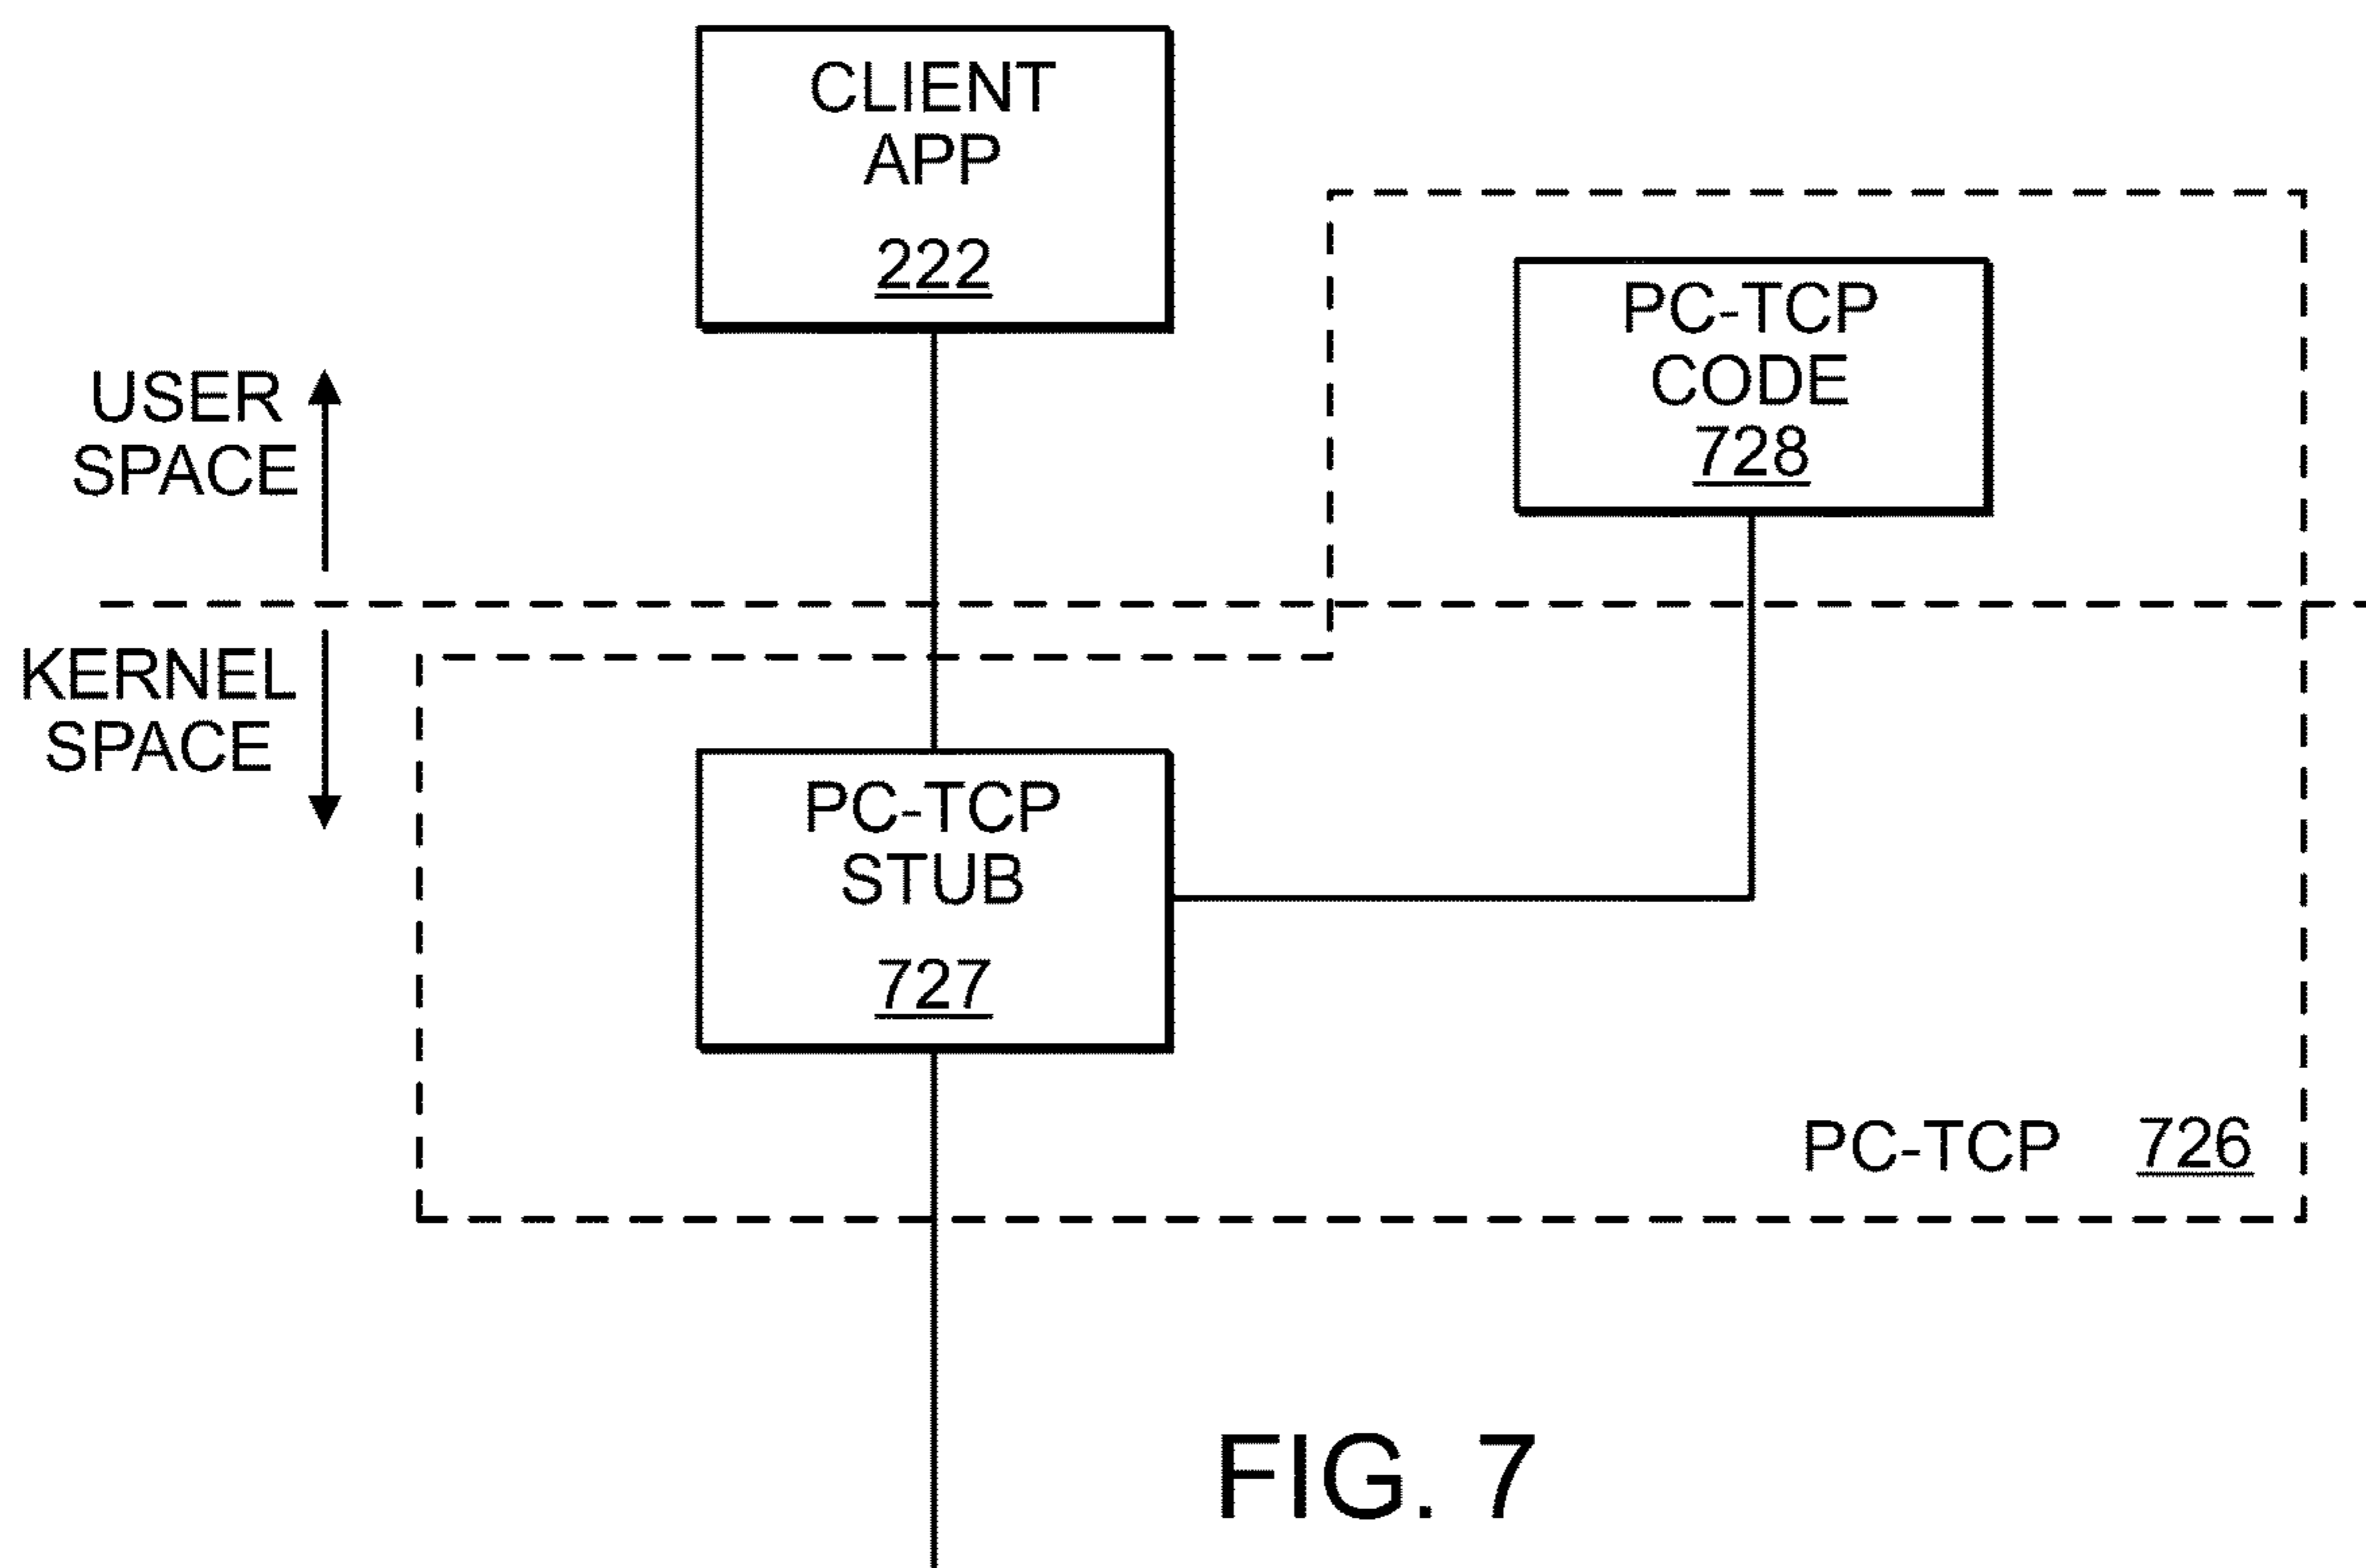 CLIENT
APP
222
PC-TCP
CODE
728
USER
SPACE
KERNEL
SPACE
PC-TCP
STUB
727
PC-TCP 726
FIG. 7